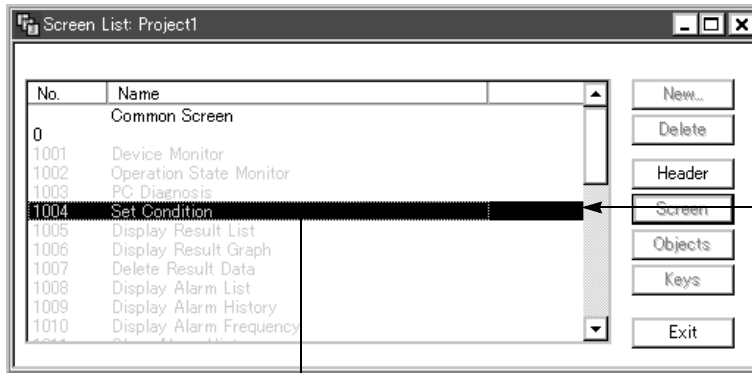 Screen List: Project1
No. Name
Common Screen
0
1001 Device Monitor
1002 Operation State Monitor
1003 PC Diagnosis
1004 Set Condition
1005 Display Result List
1006 Display Result Graph
1007 Delete Result Data
1008 Display Alarm List
1009 Display Alarm History
1010 Display Alarm Frequency
New...
Delete
Header
Screen
Objects
Keys
Exit